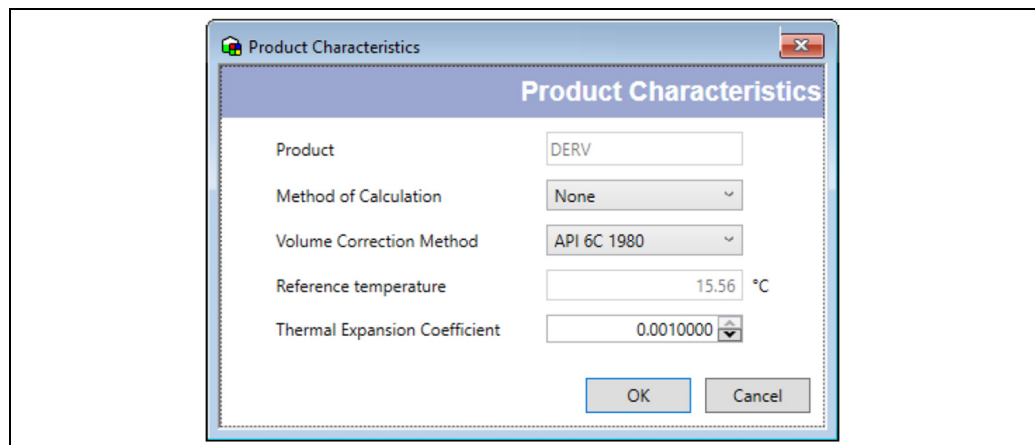 Product Characteristics
Product Characteristics
Product DERV
Method of Calculation None
Volume Correction Method API 6C 1980
Reference temperature 15.56 °C
Thermal Expansion Coefficient 0.0010000
OK Cancel